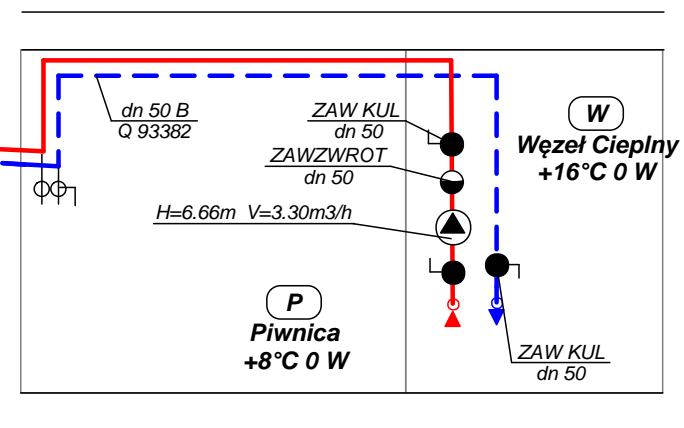 dn 50 B
Q 93382
ZAW KUL
dn 50
ZAWZWROT
dn 50
H=6.66m V=3.30m3/h
W
Węzeł Cieplny
+16°C 0 W
P
Piwnica
+8°C 0 W
ZAW KUL
dn 50